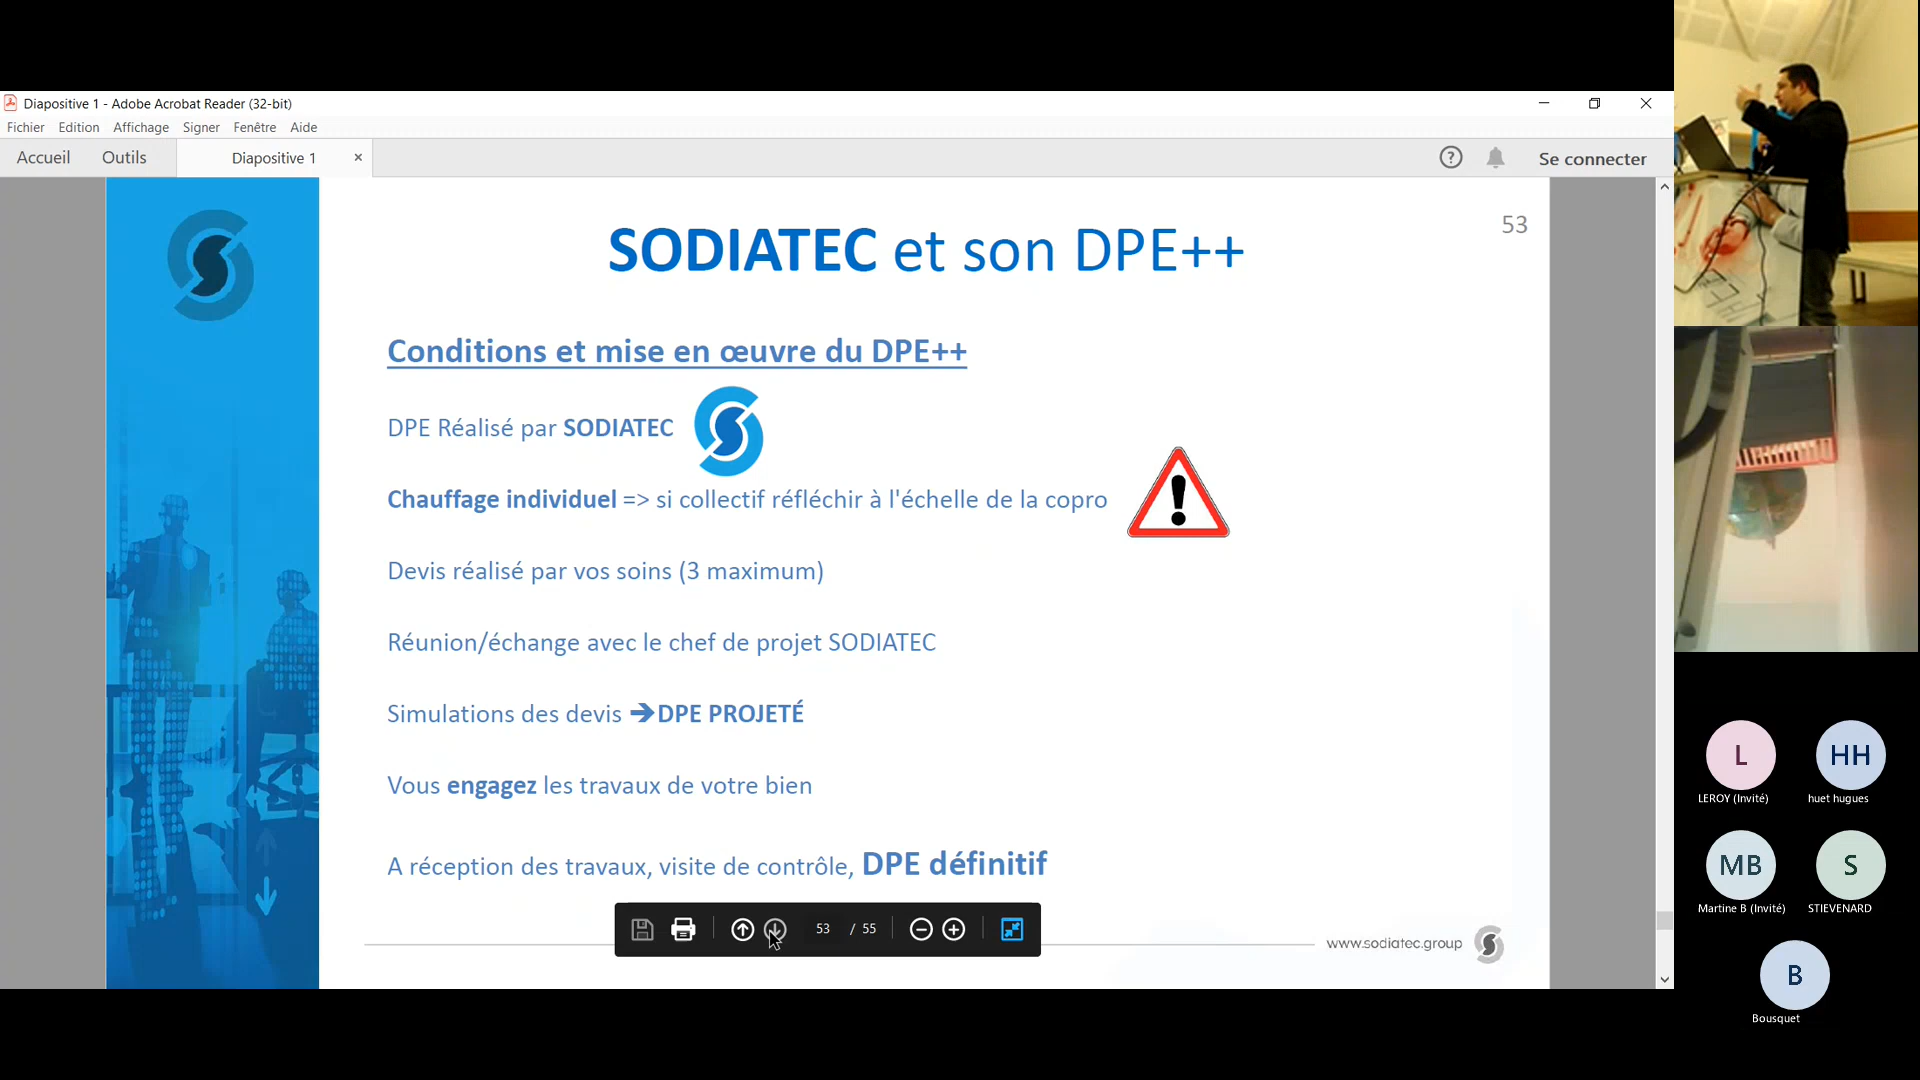 Diapositive 1 - Adobe Acrobat Reader (32-bit)
Fichier Edition Affichage Signer Fenêtre Aide
Accueil Outils Diapositive 1 × Se connecter
53
SODIATEC et son DPE++
Conditions et mise en œuvre du DPE++
DPE Réalisé par SODIATEC
Chauffage individuel => si collectif réfléchir à l'échelle de la copro
Devis réalisé par vos soins (3 maximum)
Réunion/échange avec le chef de projet SODIATEC
Simulations des devis ➔DPE PROJETÉ
Vous engagez les travaux de votre bien
A réception des travaux, visite de contrôle, DPE définitif
53 / 55
www.sodiatec.group
L HH
LEROY (Invité) huet hugues
MB S
Martine B (Invité) STIEVENARD
B
Bousquet